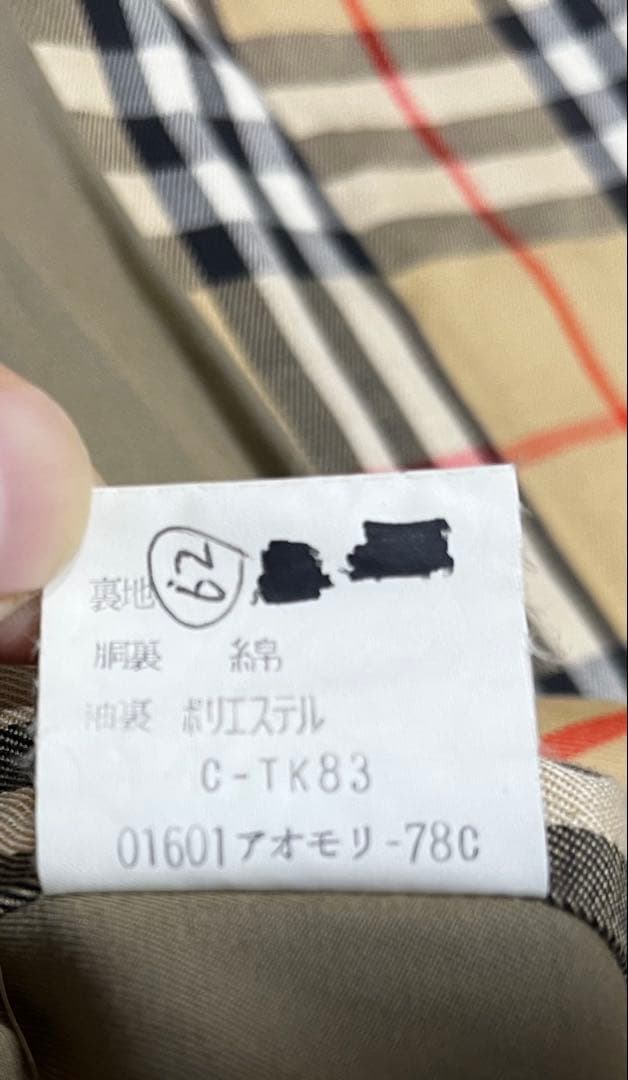 裏地 62
胴裏 綿
袖裏 ポリエステル
C-TK83
01601アオモリ-78C